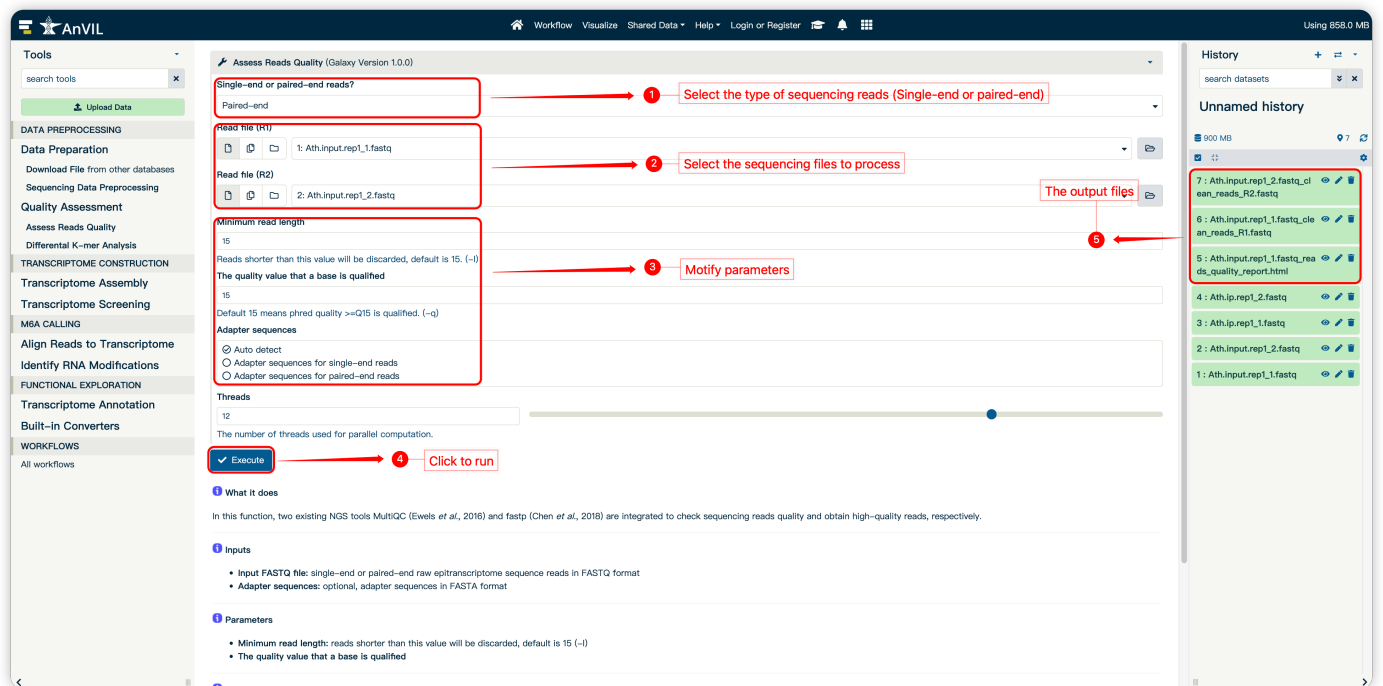 AnVIL
Workflow Visualize Shared Data Help Login or Register
Using 858.0 MB
Tools
search tools
Upload Data
DATA PREPROCESSING
Data Preparation
Download File from other databases
Sequencing Data Preprocessing
Quality Assessment
Assess Reads Quality
Differental K-mer Analysis
TRANSCRIPTOME CONSTRUCTION
Transcriptome Assembly
Transcriptome Screening
M6A CALLING
Align Reads to Transcriptome
Identify RNA Modifications
FUNCTIONAL EXPLORATION
Transcriptome Annotation
Built-in Converters
WORKFLOWS
All workflows
Assess Reads Quality (Galaxy Version 1.0.0)
Single-end or paired-end reads?
Paired-end
1 Select the type of sequencing reads (Single-end or paired-end)
Read file (R1)
1: Ath.input.rep1_1.fastq
2 Select the sequencing files to process
Read file (R2)
2: Ath.input.rep1_2.fastq
The output files
5
Minimum read length
15
Reads shorter than this value will be discarded, default is 15. (-l)
3 Motify parameters
The quality value that a base is qualified
15
Default 15 means phred quality >=Q15 is qualified. (-q)
Adapter sequences
Auto detect
Adapter sequences for single-end reads
Adapter sequences for paired-end reads
Threads
12
The number of threads used for parallel computation.
Execute
4 Click to run
What it does
In this function, two existing NGS tools MultiQC (Ewels et al., 2016) and fastp (Chen et al., 2018) are integrated to check sequencing reads quality and obtain high-quality reads, respectively.
Inputs
• Input FASTQ file: single-end or paired-end raw epitranscriptome sequence reads in FASTQ format
• Adapter sequences: optional, adapter sequences in FASTA format
Parameters
• Minimum read length: reads shorter than this value will be discarded, default is 15 (-l)
• The quality value that a base is qualified
History
search datasets
Unnamed history
900 MB
7
7 : Ath.input.rep1_2.fastq_cl
ean_reads_R2.fastq
6 : Ath.input.rep1_1.fastq_cle
an_reads_R1.fastq
5 : Ath.input.rep1_1.fastq_rea
ds_quality_report.html
4 : Ath.ip.rep1_2.fastq
3 : Ath.ip.rep1_1.fastq
2 : Ath.input.rep1_2.fastq
1 : Ath.input.rep1_1.fastq